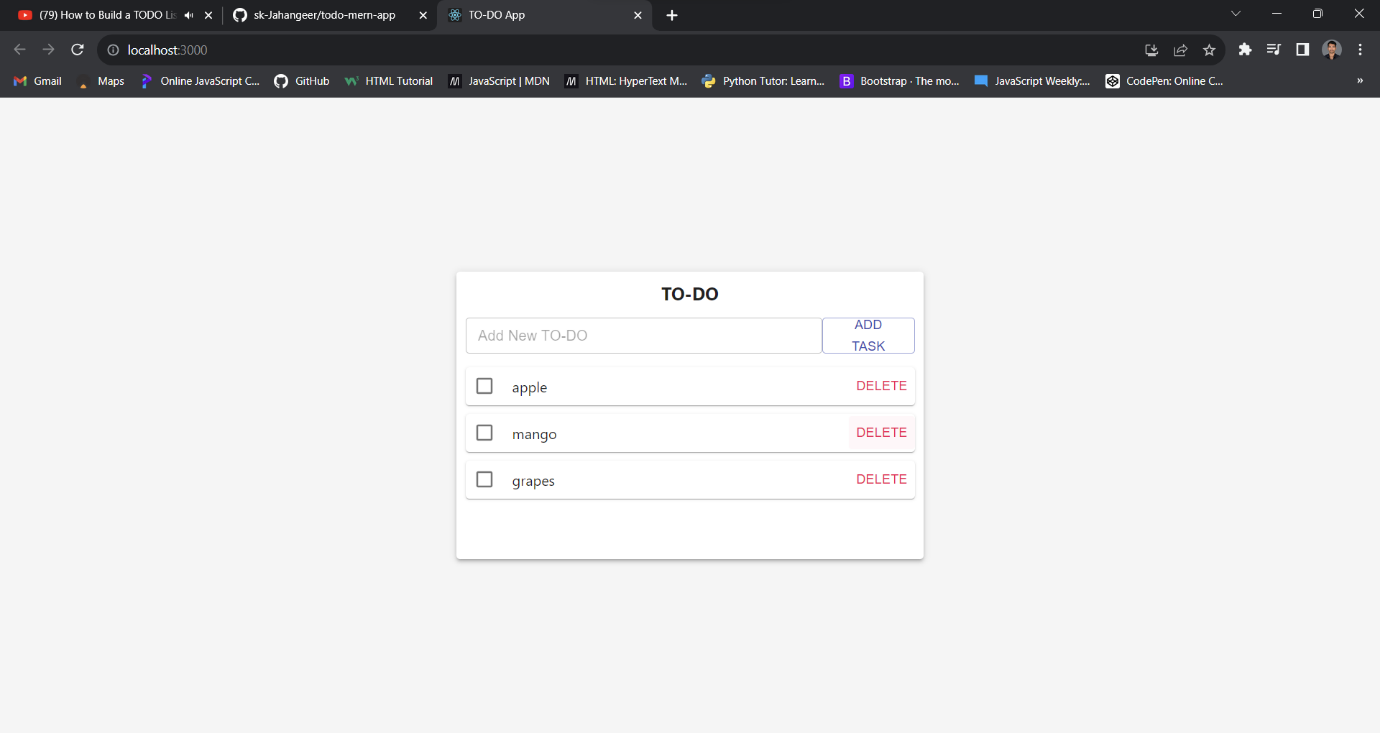 (79) How to Build a TODO Lis
sk-Jahangeer/todo-mern-app
TO-DO App
localhost:3000
Gmail
Maps
Online JavaScript C...
GitHub
HTML Tutorial
JavaScript | MDN
HTML: HyperText M...
Python Tutor: Learn...
Bootstrap · The mo...
JavaScript Weekly:...
CodePen: Online C...
»
TO-DO
Add New TO-DO
ADD
TASK
apple
DELETE
mango
DELETE
grapes
DELETE